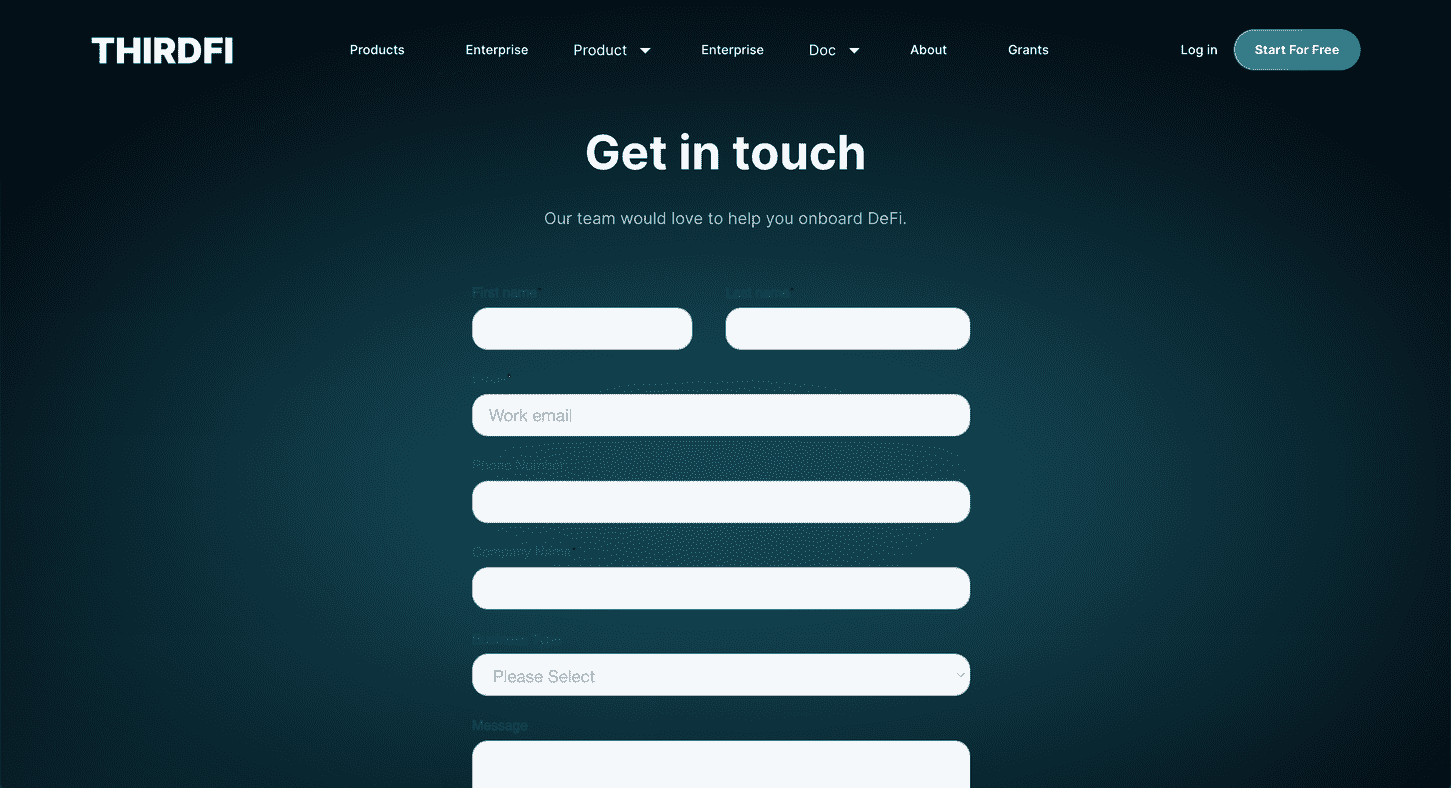 THIRDFI Products Enterprise Product Enterprise Doc About Grants Log in Start For Free
Get in touch
Our team would love to help you onboard DeFi.
First name* Last name*
Work email
Phone Number
Company Name*
Business Type
Please Select
Message